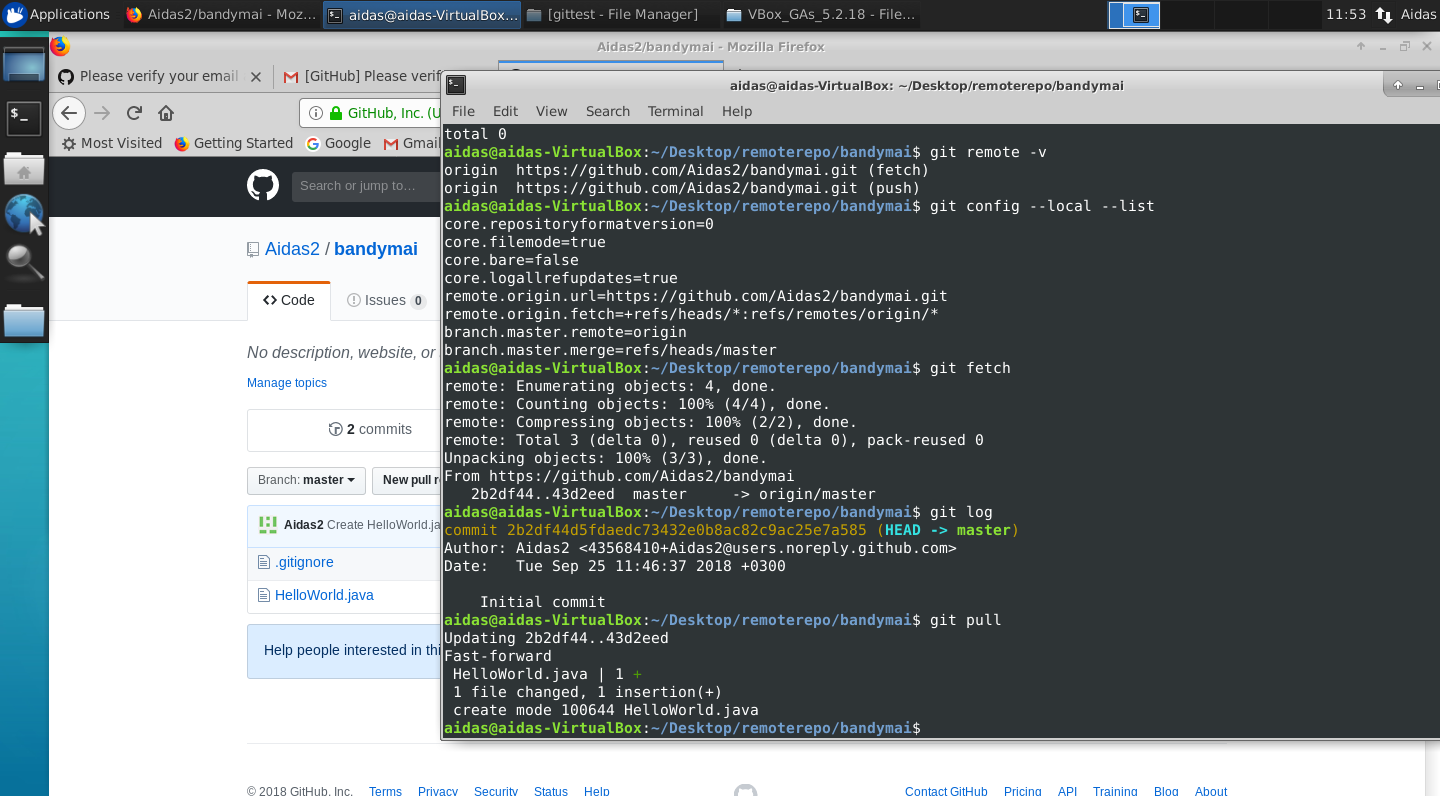 Applications
Aidas2/bandymai - Moz...
aidas@aidas-VirtualBox...
[gittest - File Manager]
VBox_GAs_5.2.18 - File...
11:53
Aidas
Aidas2/bandymai - Mozilla Firefox
Please verify your email
[GitHub] Please verif
GitHub, Inc. (U
Most Visited
Getting Started
Google
Gmail
Search or jump to…
Aidas2 / bandymai
Code
Issues 0
No description, website, or
Manage topics
2 commits
Branch: master
New pull r
Aidas2 Create HelloWorld.ja
.gitignore
HelloWorld.java
Help people interested in thi
© 2018 GitHub, Inc.
Terms
Privacy
Security
Status
Help
Contact GitHub
Pricing
API
Training
Blog
About
aidas@aidas-VirtualBox: ~/Desktop/remoterepo/bandymai
File Edit View Search Terminal Help
total 0
aidas@aidas-VirtualBox:~/Desktop/remoterepo/bandymai$ git remote -v
origin  https://github.com/Aidas2/bandymai.git (fetch)
origin  https://github.com/Aidas2/bandymai.git (push)
aidas@aidas-VirtualBox:~/Desktop/remoterepo/bandymai$ git config --local --list
core.repositoryformatversion=0
core.filemode=true
core.bare=false
core.logallrefupdates=true
remote.origin.url=https://github.com/Aidas2/bandymai.git
remote.origin.fetch=+refs/heads/*:refs/remotes/origin/*
branch.master.remote=origin
branch.master.merge=refs/heads/master
aidas@aidas-VirtualBox:~/Desktop/remoterepo/bandymai$ git fetch
remote: Enumerating objects: 4, done.
remote: Counting objects: 100% (4/4), done.
remote: Compressing objects: 100% (2/2), done.
remote: Total 3 (delta 0), reused 0 (delta 0), pack-reused 0
Unpacking objects: 100% (3/3), done.
From https://github.com/Aidas2/bandymai
   2b2df44..43d2eed  master     -> origin/master
aidas@aidas-VirtualBox:~/Desktop/remoterepo/bandymai$ git log
commit 2b2df44d5fdaedc73432e0b8ac82c9ac25e7a585 (HEAD -> master)
Author: Aidas2 <43568410+Aidas2@users.noreply.github.com>
Date:   Tue Sep 25 11:46:37 2018 +0300
    Initial commit
aidas@aidas-VirtualBox:~/Desktop/remoterepo/bandymai$ git pull
Updating 2b2df44..43d2eed
Fast-forward
 HelloWorld.java | 1 +
 1 file changed, 1 insertion(+)
 create mode 100644 HelloWorld.java
aidas@aidas-VirtualBox:~/Desktop/remoterepo/bandymai$